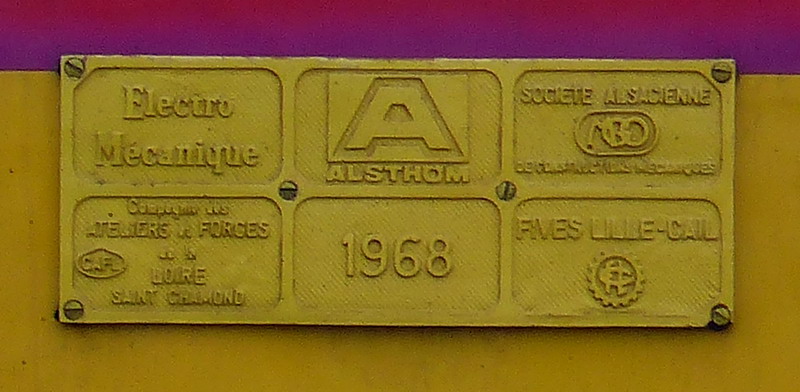 Electro
Mécanique
A
ALSTHOM
SOCIETE ALSACIENNE
DE CONSTRUCTIONS MECANIQUES
Compagnie des
ATELIERS et FORGES
de la
LOIRE
SAINT CHAMOND
CAFL
1968
FIVES LILLE-CAIL